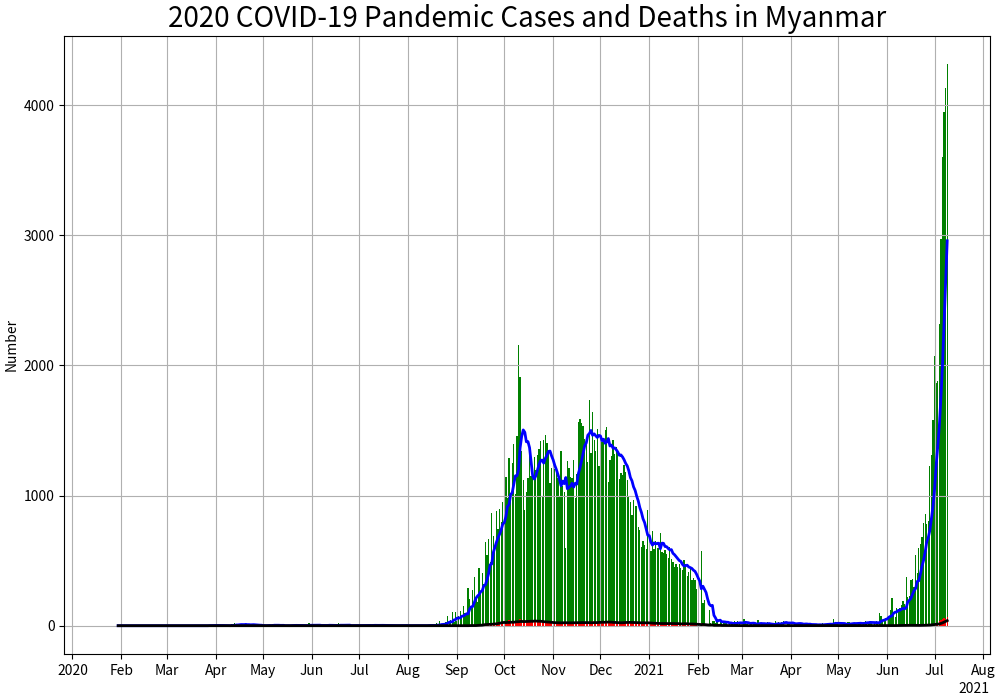 2020 COVID-19 Pandemic Cases and Deaths in Myanmar
Number
4000
3000
2000
1000
0
2020 Feb Mar Apr May Jun Jul Aug Sep Oct Nov Dec 2021 Feb Mar Apr May Jun Jul Aug
2021